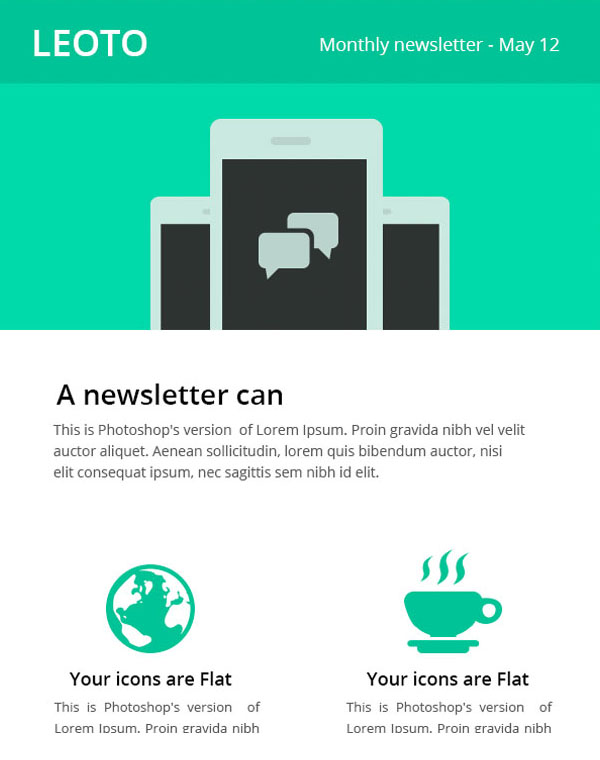 LEOTO
Monthly newsletter - May 12
A newsletter can
This is Photoshop's version of Lorem Ipsum. Proin gravida nibh vel velit
auctor aliquet. Aenean sollicitudin, lorem quis bibendum auctor, nisi
elit consequat ipsum, nec sagittis sem nibh id elit.
Your icons are Flat
This is Photoshop's version of
Lorem Ipsum. Proin gravida nibh
Your icons are Flat
This is Photoshop's version of
Lorem Ipsum. Proin gravida nibh